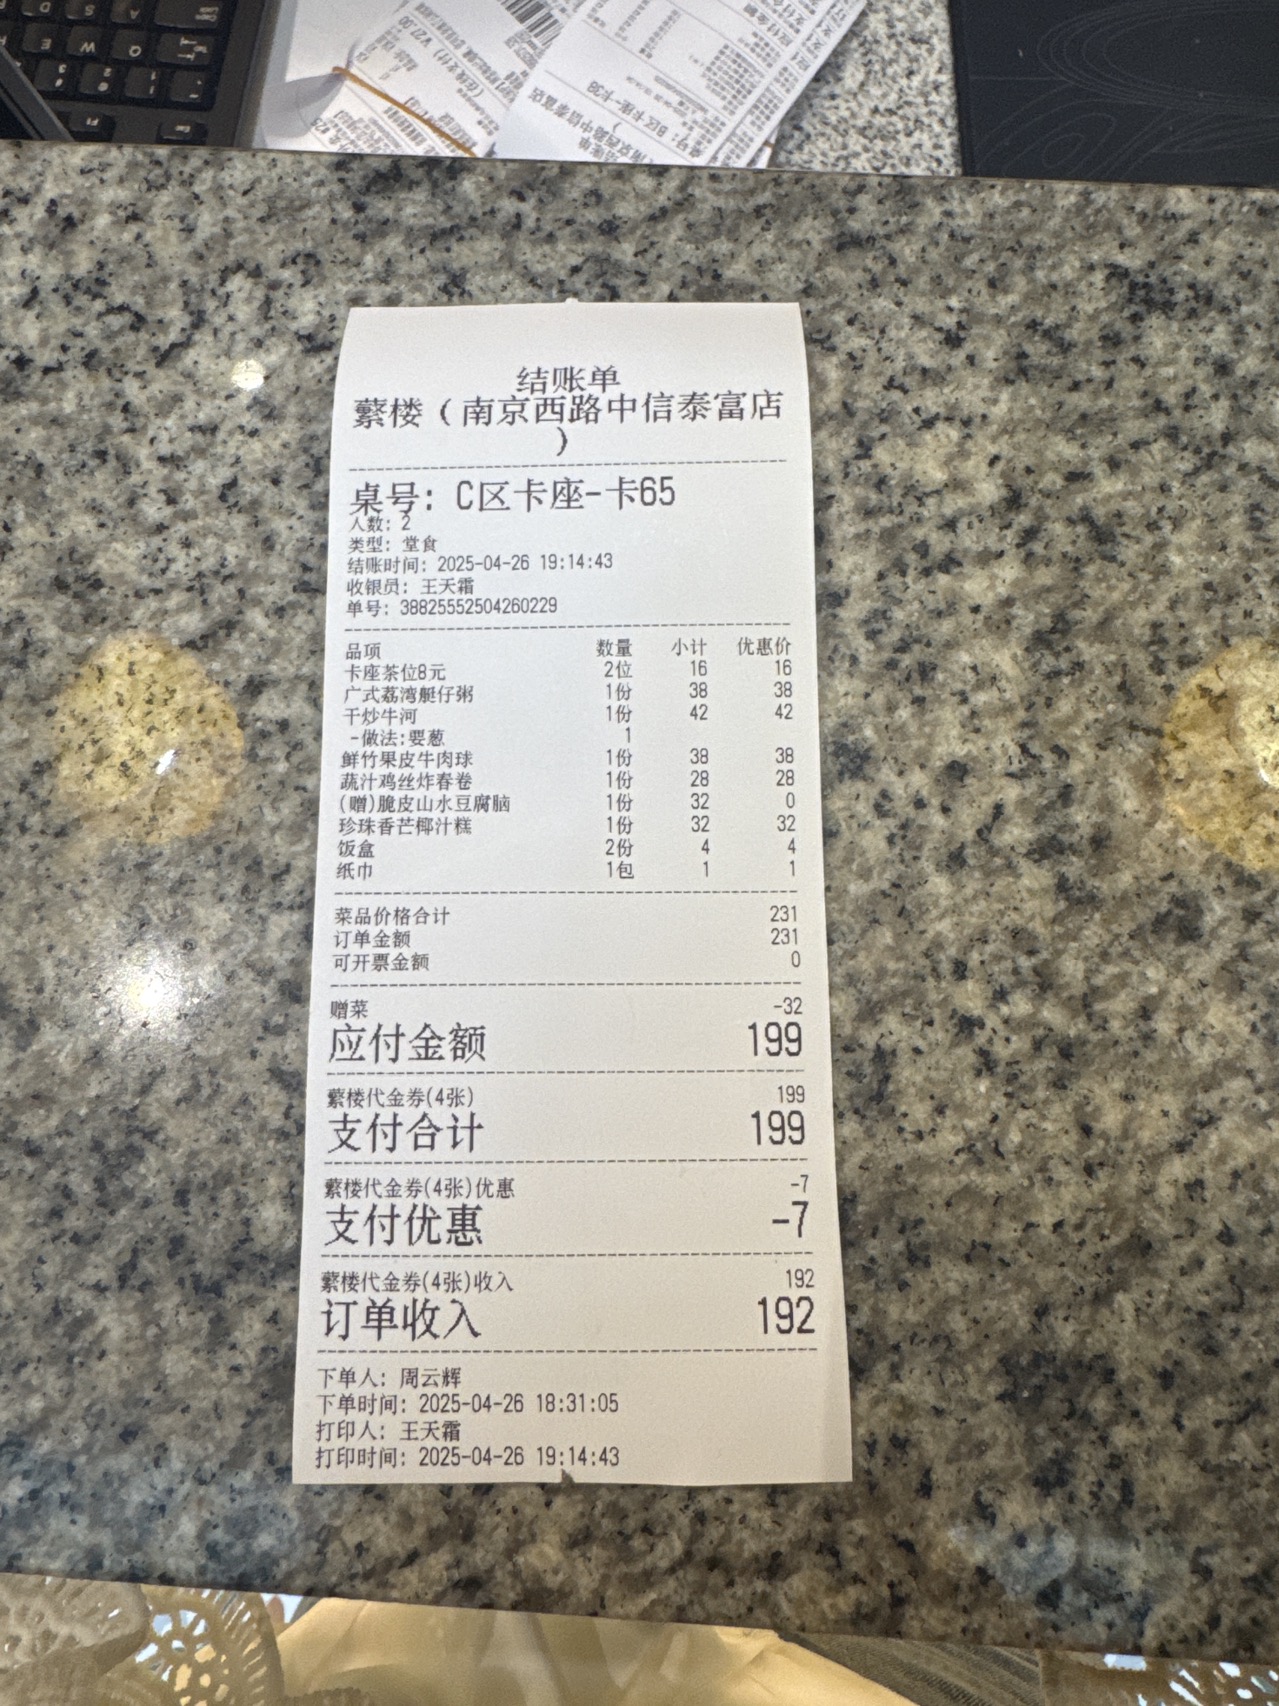 结账单
蘩楼（南京西路中信泰富店
）
桌号: C区卡座-卡65
人数: 2
类型: 堂食
结账时间: 2025-04-26 19:14:43
收银员: 王天霜
单号: 38825552504260229
品项 数量 小计 优惠价
卡座茶位8元 2位 16 16
广式荔湾艇仔粥 1份 38 38
干炒牛河 1份 42 42
-做法:要葱 1
鲜竹果皮牛肉球 1份 38 38
蔬汁鸡丝炸春卷 1份 28 28
(赠)脆皮山水豆腐脑 1份 32 0
珍珠香芒椰汁糕 1份 32 32
饭盒 2份 4 4
纸巾 1包 1 1
菜品价格合计 231
订单金额 231
可开票金额 0
赠菜 -32
应付金额 199
蘩楼代金券(4张) 199
支付合计 199
蘩楼代金券(4张)优惠 -7
支付优惠 -7
蘩楼代金券(4张)收入 192
订单收入 192
下单人: 周云辉
下单时间: 2025-04-26 18:31:05
打印人: 王天霜
打印时间: 2025-04-26 19:14:43